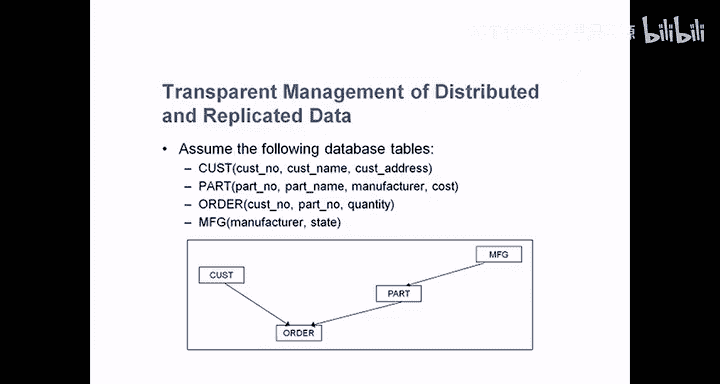 bilibili
Transparent Management of Distributed
and Replicated Data
• Assume the following database tables:
– CUST(cust_no, cust_name, cust_address)
– PART(part_no, part_name, manufacturer, cost)
– ORDER(cust_no, part_no, quantity)
– MFG(manufacturer, state)
MFG
CUST
PART
ORDER